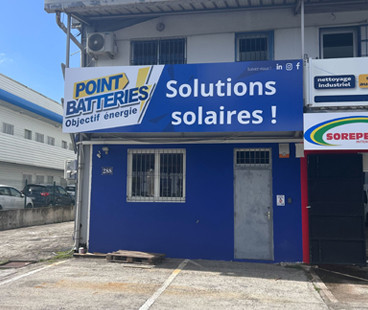 POINT
BATTERIES
Objectif énergie
Solutions
solaires !
nettoyage
industriel
SOREPE
288